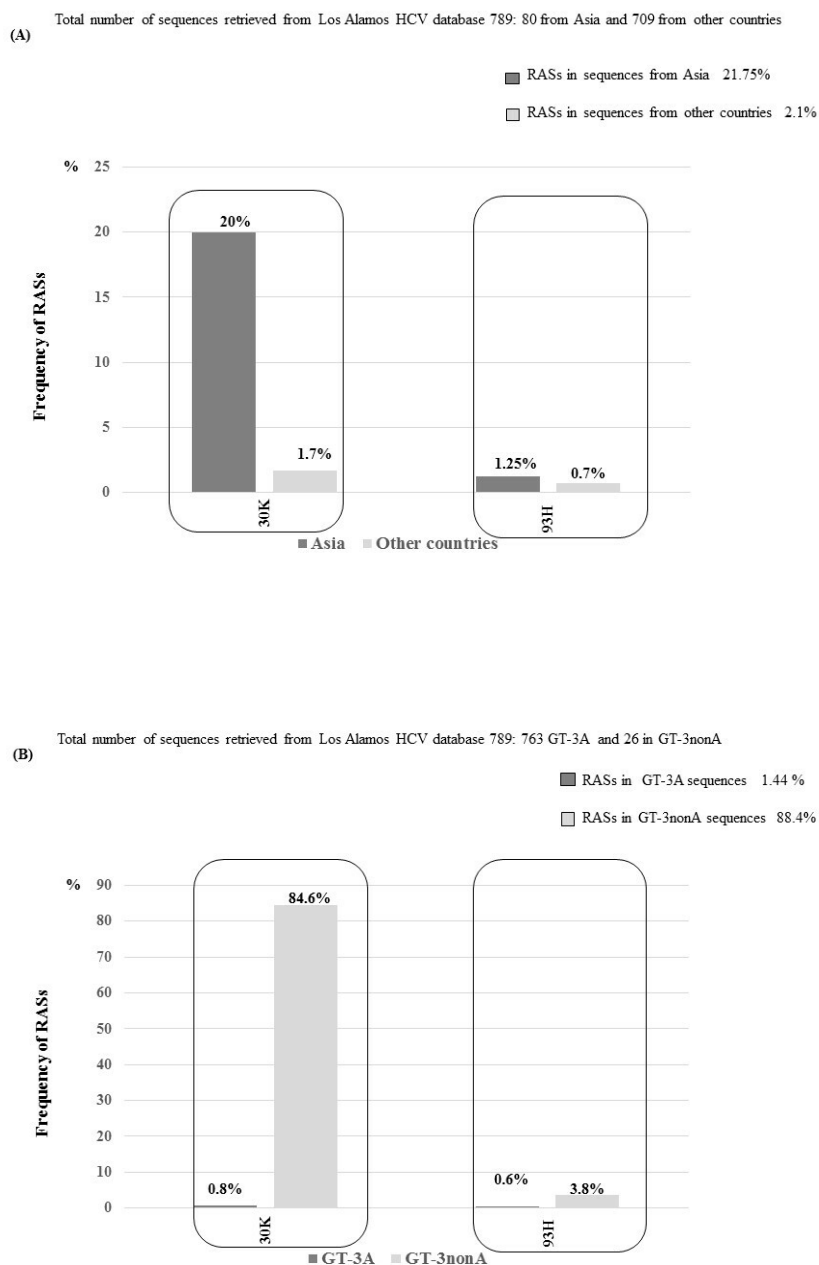 Total number of sequences retrieved from Los Alamos HCV database 789: 80 from Asia and 709 from other countries
(A)
RASs in sequences from Asia 21.75%
RASs in sequences from other countries 2.1%
% 25
20
15
10
5
0
Frequency of RASs
20%
1.7%
1.25%
0.7%
30K
93H
Asia Other countries
Total number of sequences retrieved from Los Alamos HCV database 789: 763 GT-3A and 26 in GT-3nonA
(B)
RASs in GT-3A sequences 1.44 %
RASs in GT-3nonA sequences 88.4%
% 90
80
70
60
50
40
30
20
10
0
Frequency of RASs
0.8%
84.6%
0.6%
3.8%
30K
93H
GT-3A GT-3nonA